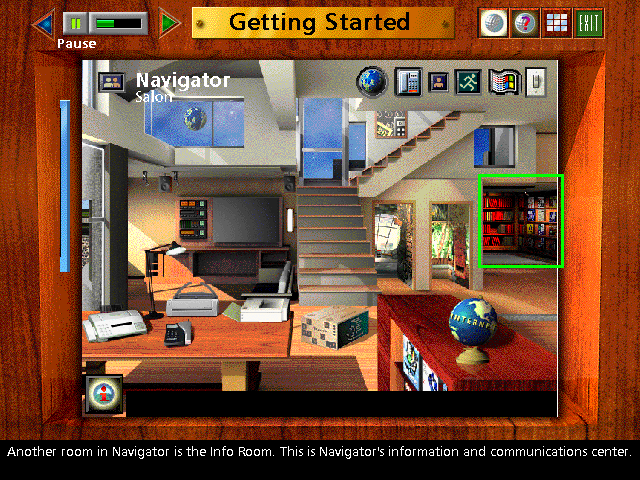 Getting Started
EXIT
Pause
Navigator
Salon
INTERNET
Another room in Navigator is the Info Room. This is Navigator's information and communications center.